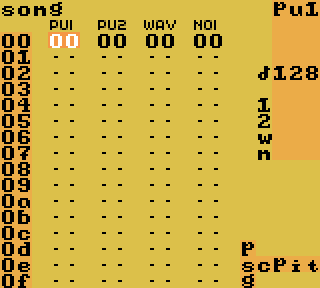 song PU1
PU1 PU2 WAV NOI
00 00 00 00 00
01 -- -- -- --
02 -- -- -- -- ♪128
03 -- -- -- --
04 -- -- -- -- 1
05 -- -- -- -- 2
06 -- -- -- -- w
07 -- -- -- -- n
08 -- -- -- --
09 -- -- -- --
0a -- -- -- --
0b -- -- -- --
0c -- -- -- --
0d -- -- -- -- P
0e -- -- -- -- scPit
0f -- -- -- -- g